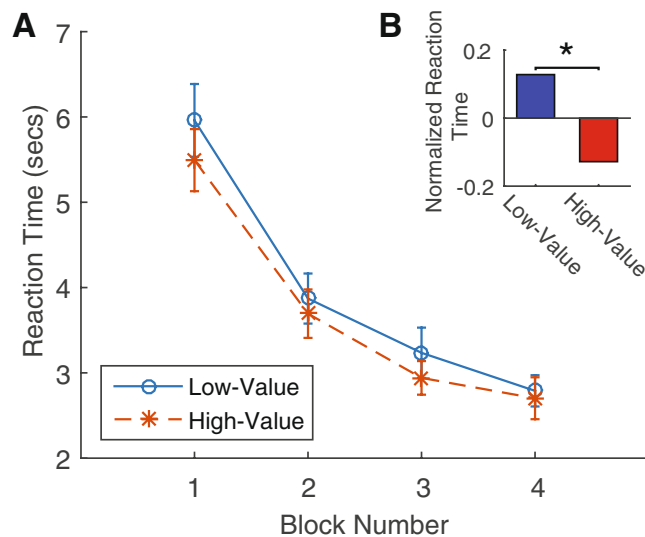 A
7
6
5
4
3
2
Reaction Time (secs)
1
2
3
4
Block Number
Low-Value
High-Value
B
Normalized Reaction
Time
0.2
0
-0.2
*
Low-Value
High-Value